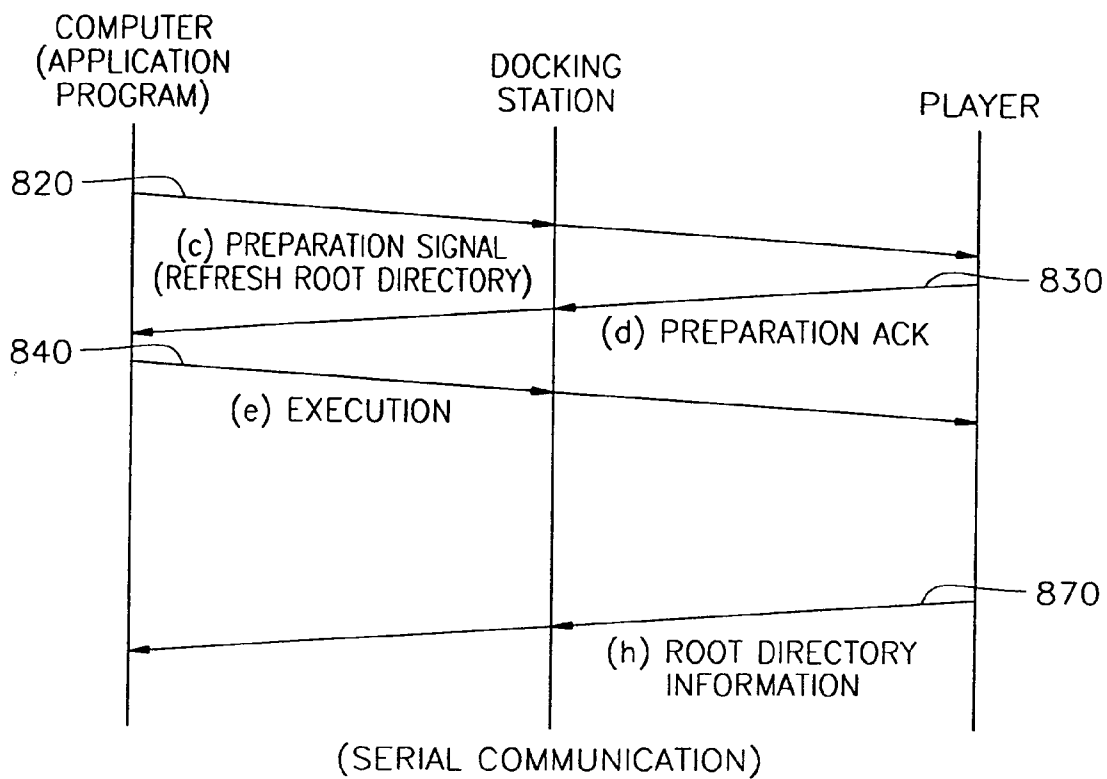 COMPUTER
(APPLICATION
PROGRAM)
DOCKING
STATION
PLAYER
820
(c) PREPARATION SIGNAL
(REFRESH ROOT DIRECTORY)
830
(d) PREPARATION ACK
840
(e) EXECUTION
870
(h) ROOT DIRECTORY
INFORMATION
(SERIAL COMMUNICATION)